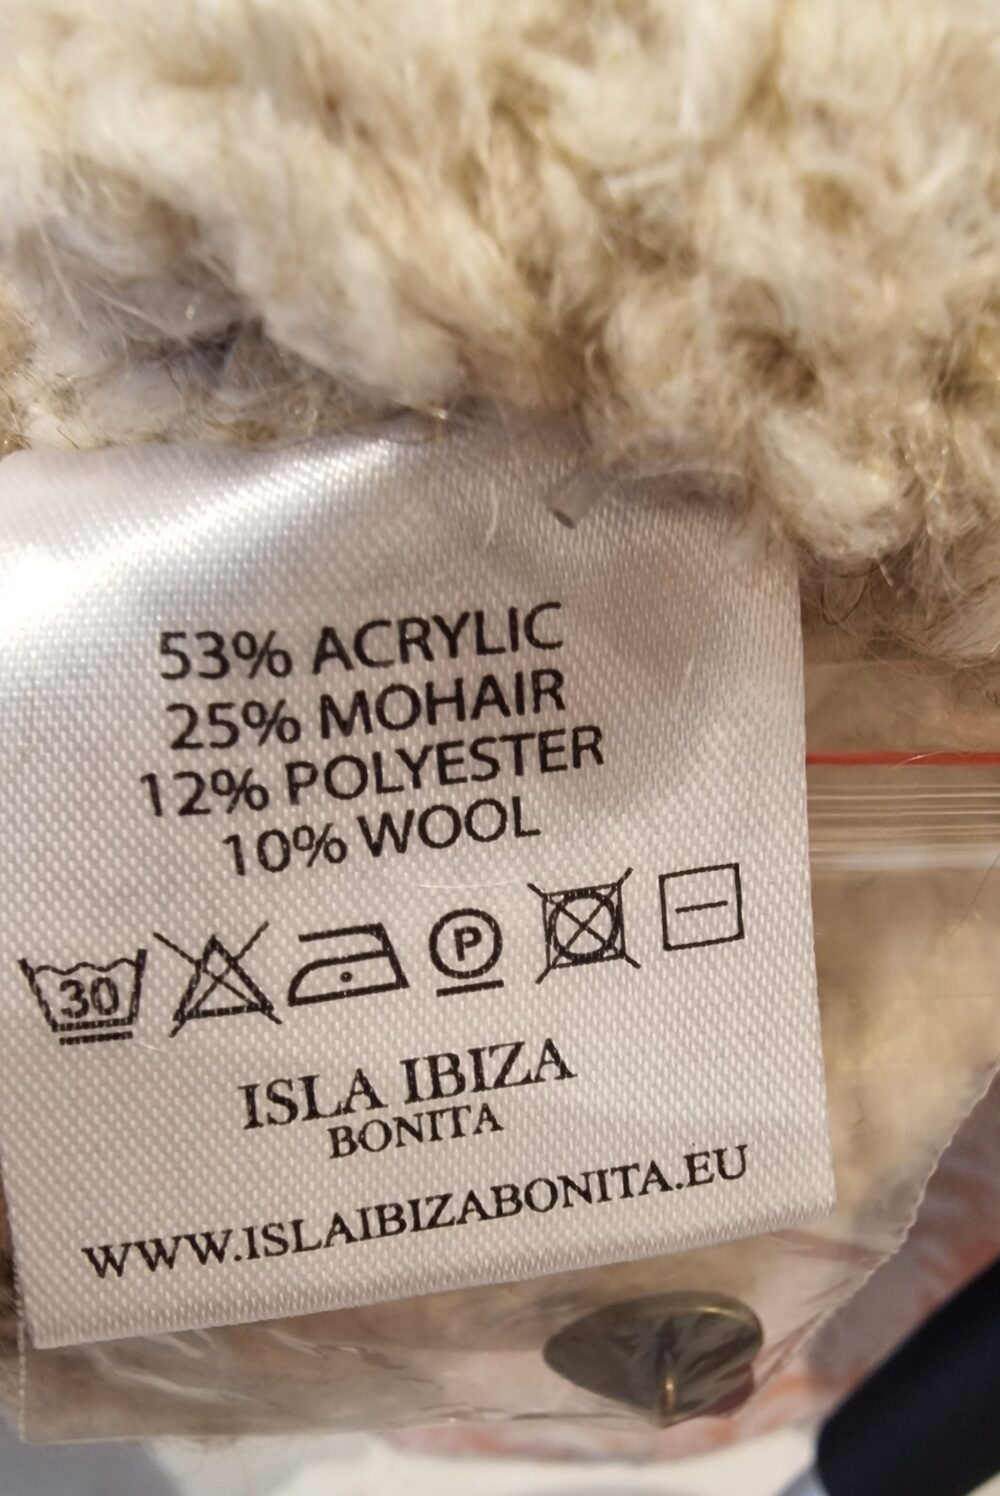 53% ACRYLIC
25% MOHAIR
12% POLYESTER
10% WOOL
30 P
ISLA IBIZA
BONITA
WWW.ISLAIBIZABONITA.EU